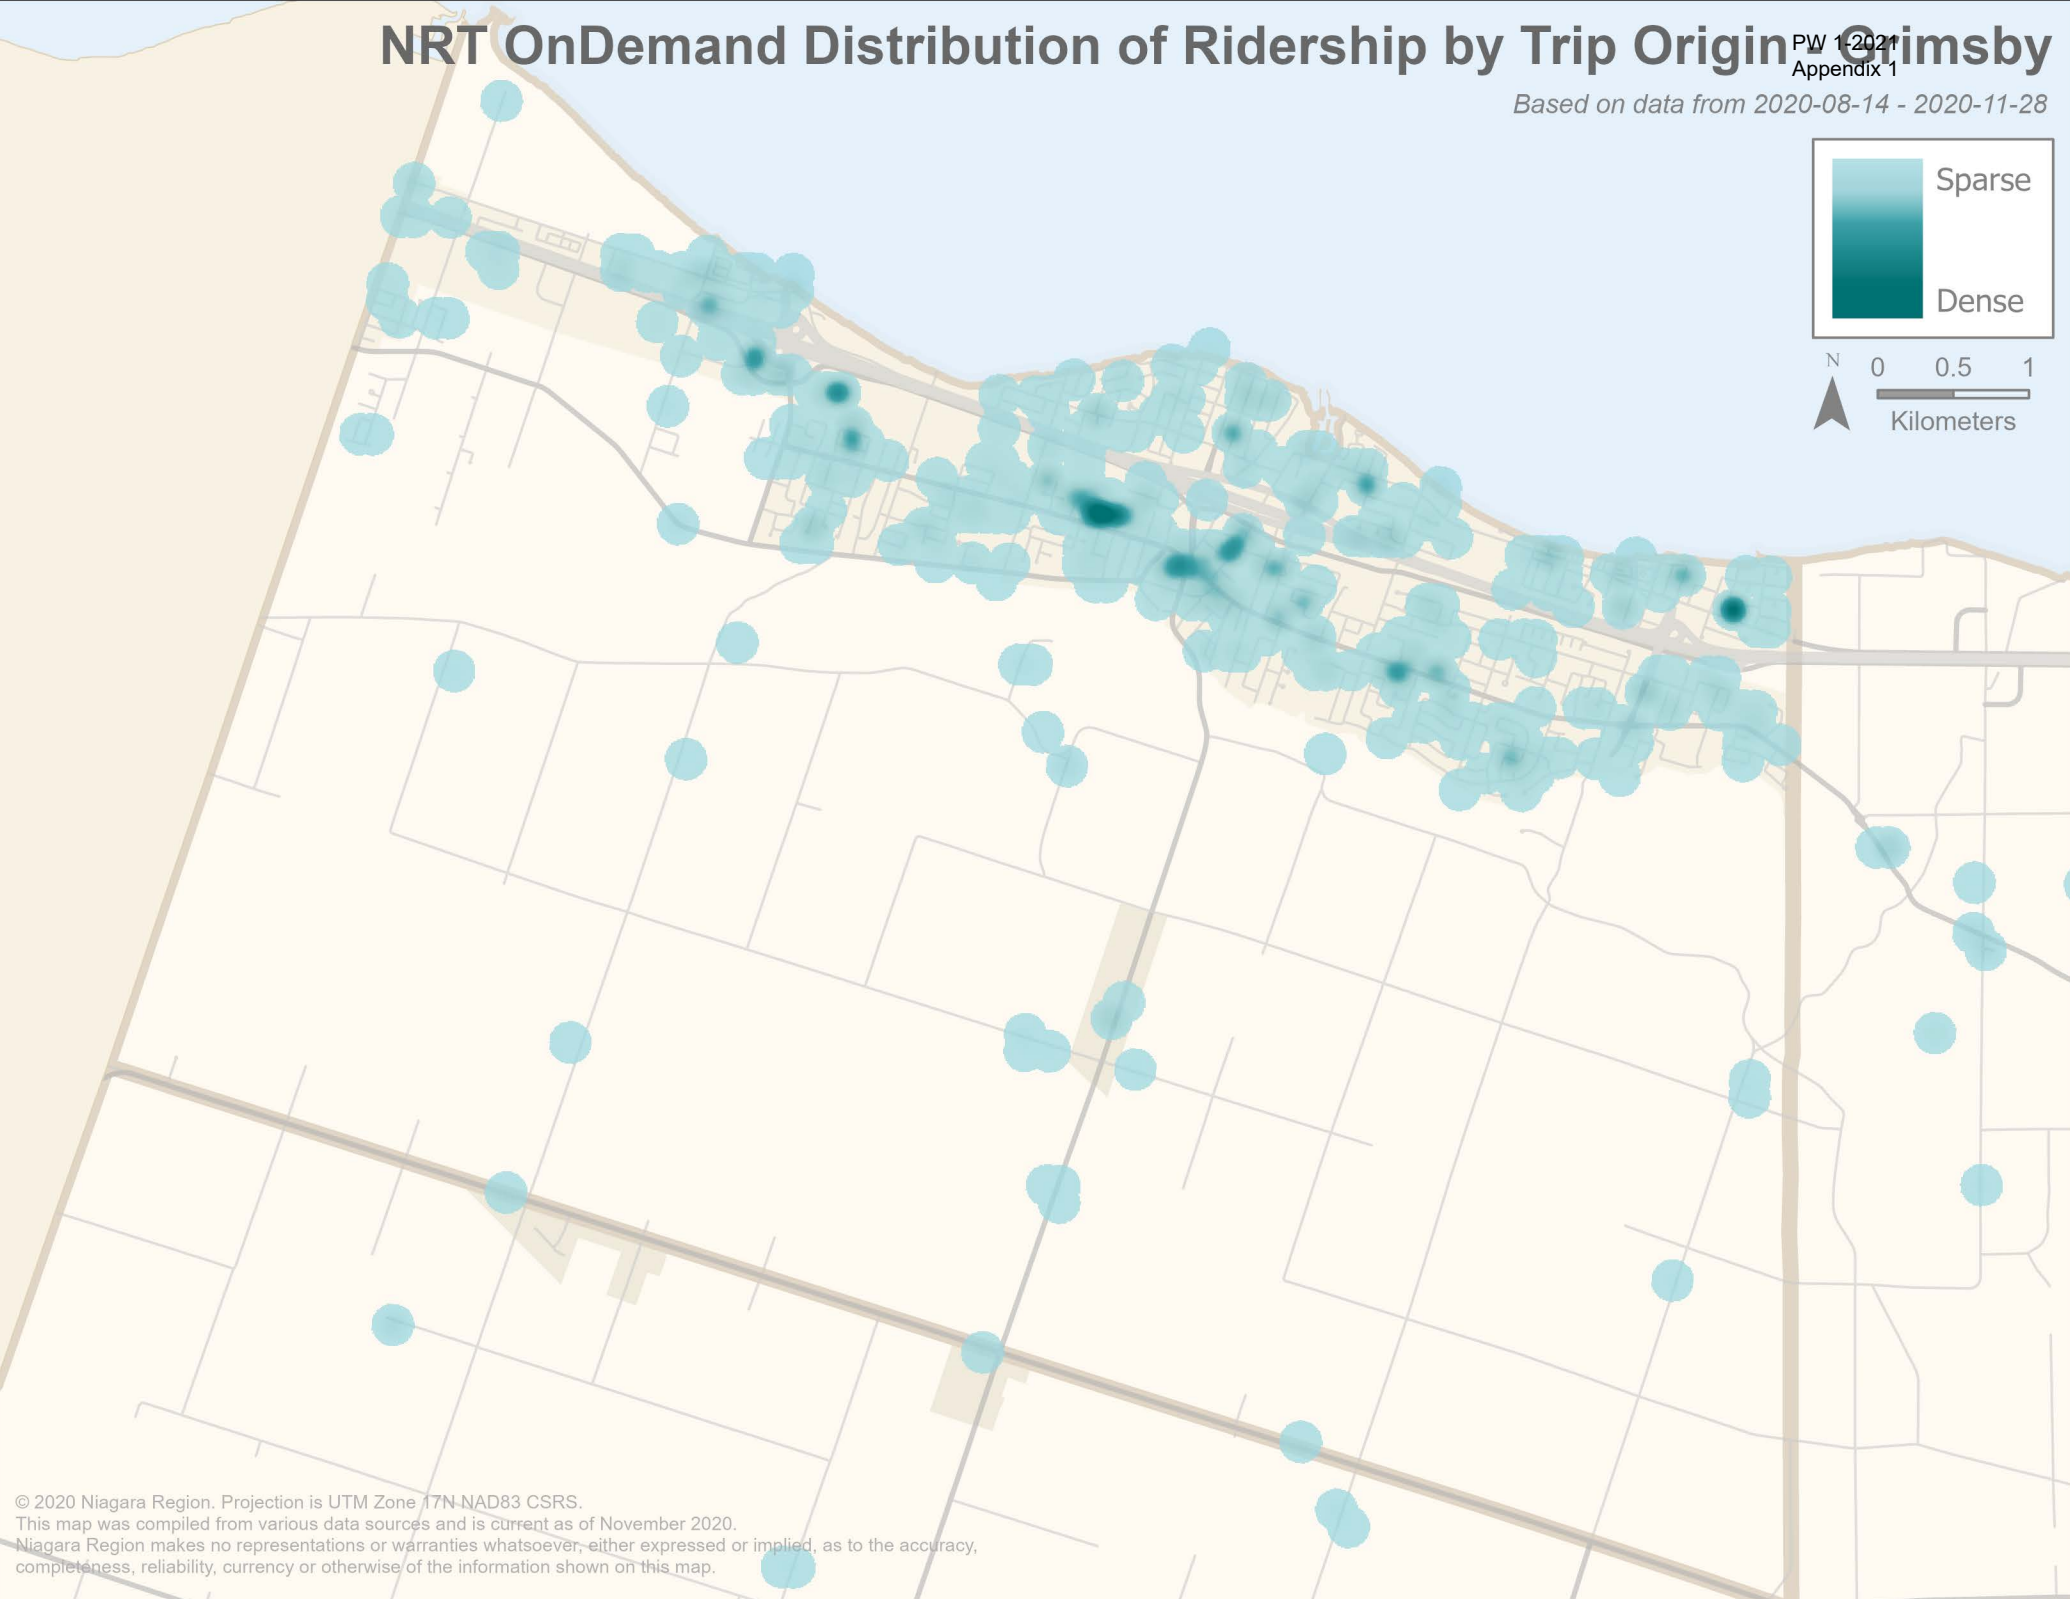 NRT OnDemand Distribution of Ridership by Trip Origin - Grimsby
PW 1-2021
Appendix 1
Based on data from 2020-08-14 - 2020-11-28
Sparse
Dense
N
0 0.5 1
Kilometers
© 2020 Niagara Region. Projection is UTM Zone 17N NAD83 CSRS.
This map was compiled from various data sources and is current as of November 2020.
Niagara Region makes no representations or warranties whatsoever, either expressed or implied, as to the accuracy,
completeness, reliability, currency or otherwise of the information shown on this map.